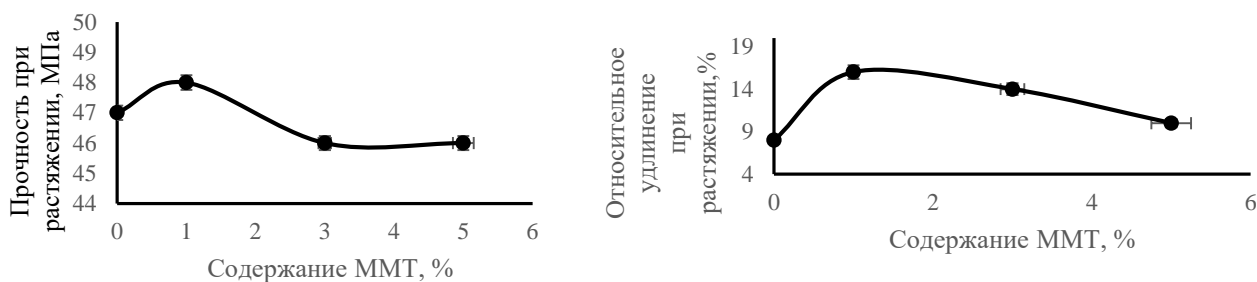 Прочность при
растяжении, МПа
50
49
48
47
46
45
44
0 1 2 3 4 5 6
Содержание ММТ, %
Относительное
удлинение
при
растяжении,%
19
14
9
4
0 2 4 6
Содержание ММТ, %